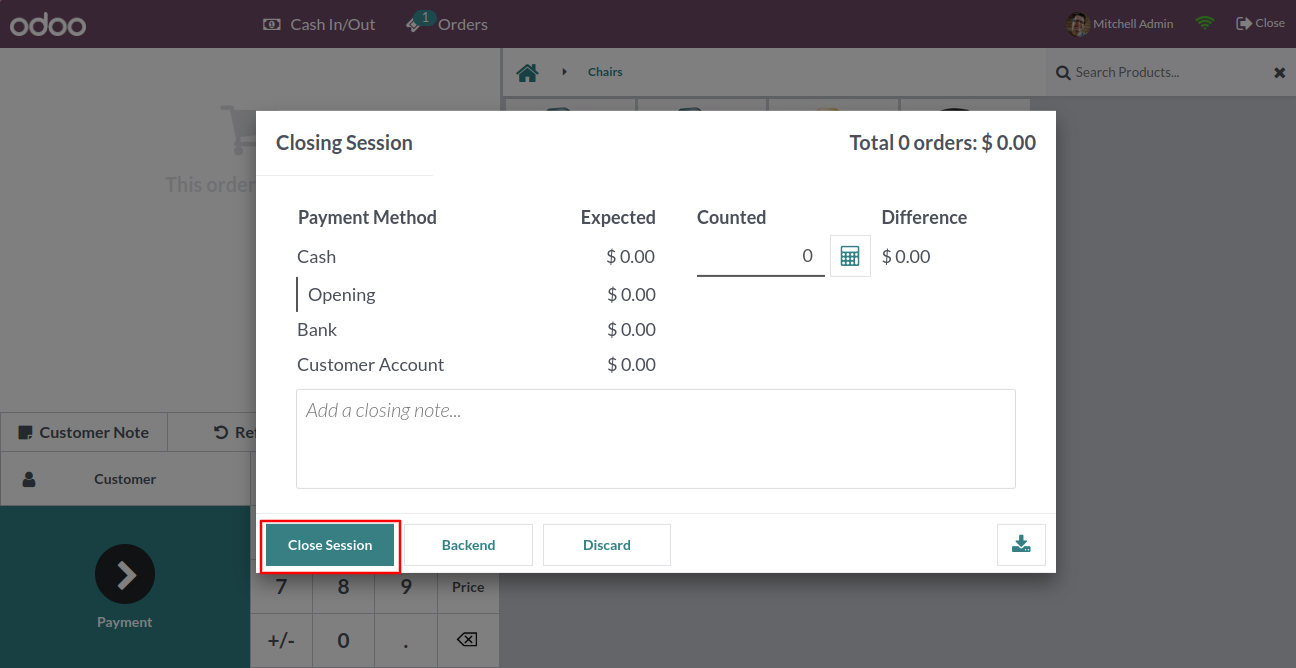 odoo
Cash In/Out
1
Orders
Mitchell Admin
Close
Chairs
Search Products...
This order
Closing Session
Total 0 orders: $ 0.00
Payment Method Expected Counted Difference
Cash $ 0.00 0 $ 0.00
Opening $ 0.00
Bank $ 0.00
Customer Account $ 0.00
Add a closing note...
Customer Note
Customer
Close Session
Backend
Discard
7 8 9 Price
Payment
+/- 0 .